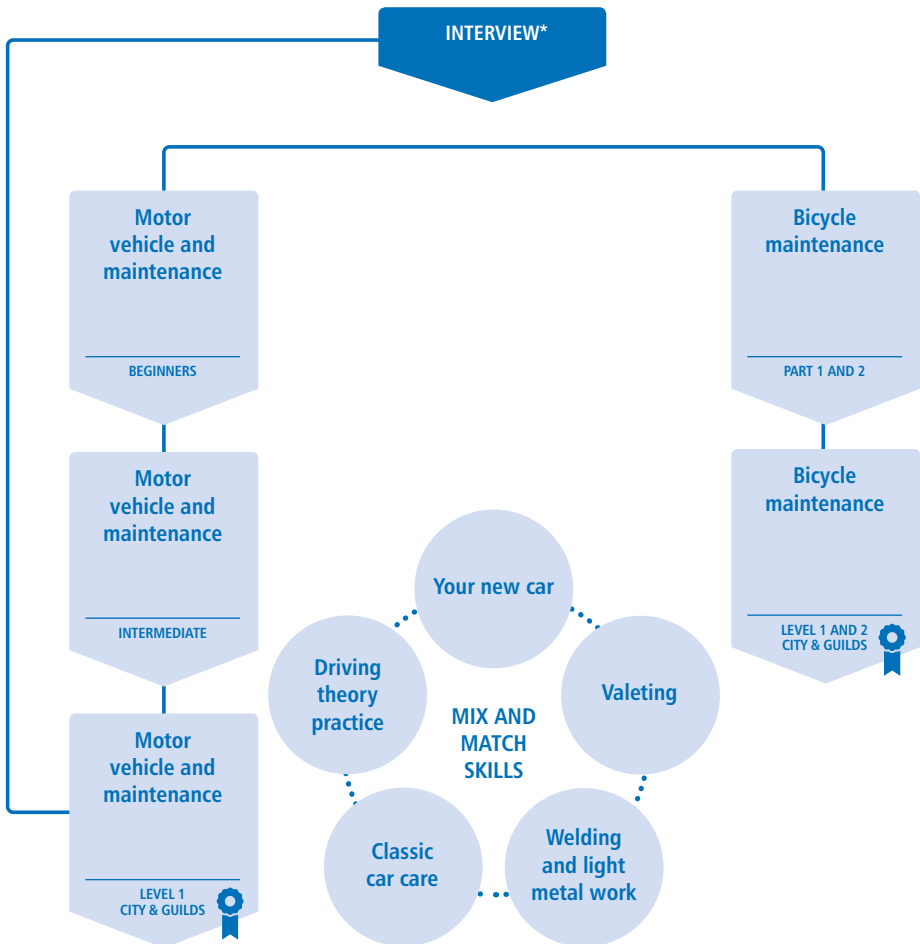 INTERVIEW*
Motor
vehicle and
maintenance
BEGINNERS
Bicycle
maintenance
PART 1 AND 2
Motor
vehicle and
maintenance
INTERMEDIATE
Bicycle
maintenance
LEVEL 1 AND 2
CITY & GUILDS
Motor
vehicle and
maintenance
LEVEL 1
CITY & GUILDS
MIX AND
MATCH
SKILLS
Your new car
Valeting
Welding
and light
metal work
Classic
car care
Driving
theory
practice